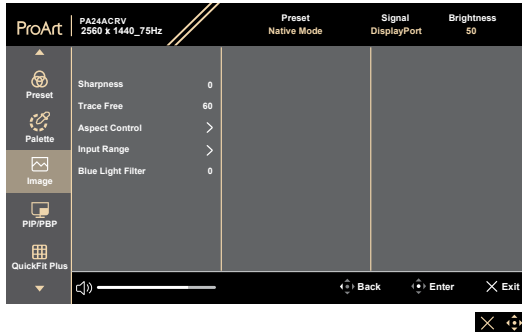 ProArt
PA24ACRV
2560 x 1440_75Hz
Preset
Native Mode
Signal
DisplayPort
Brightness
50
Preset
Palette
Image
PIP/PBP
QuickFit Plus
Sharpness 0
Trace Free 60
Aspect Control
Input Range
Blue Light Filter 0
Back
Enter
Exit